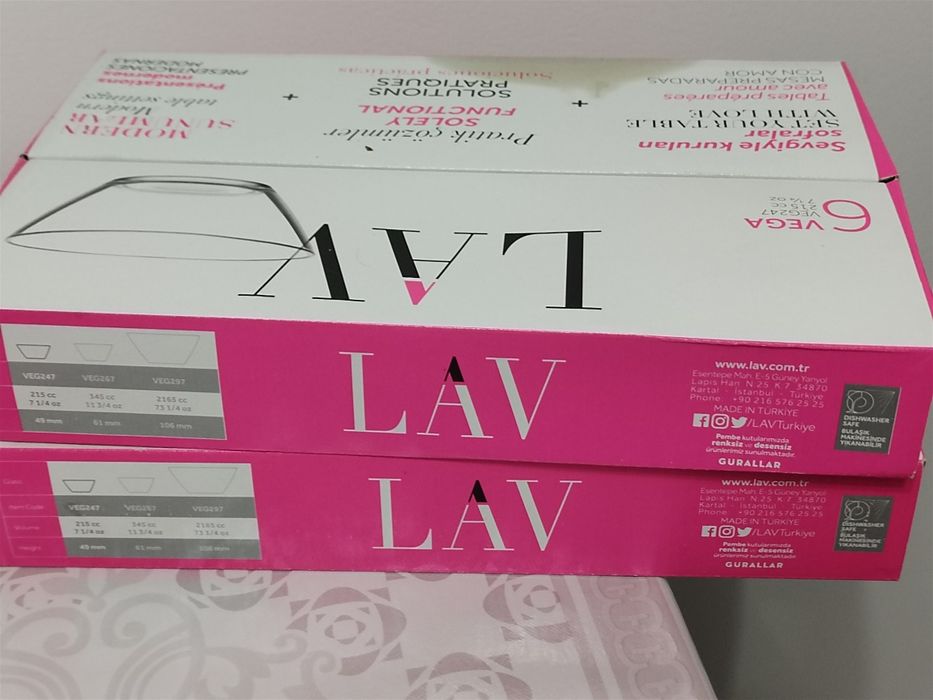 Sevgiyle kurulan
sofralar
SET YOUR TABLE
WITH LOVE
Tables préparées
avec amour
MESAS PREPARADAS
CON AMOR
+
Pratik çözümler
SOLELY
FUNCTIONAL
SOLUTIONS
PRATIQUES
Soluciones prácticas
+
MODERN
SUNUMLAR
Modern
table settings
Présentations
modernes
PRESENTACIONES
MODERNAS
6 VEGA
VEG247
215 cc
7 ¼ oz
LAV
VEG247 VEG267 VEG297
215 cc 345 cc 2165 cc
7 1/4 oz 11 3/4 oz 73 1/4 oz
49 mm 61 mm 106 mm
LAV
www.lav.com.tr
Esentepe Mah. E-5 Güney Yanyol
Lapis Han N.25 K.7 34870
Kartal - İstanbul - Türkiye
Phone: +90 216 576 25 25
MADE IN TÜRKİYE
/LAVTurkiye
Pembe kutularımızda
renksiz ve desensiz
ürünlerimiz sunulmaktadır.
GURALLAR
DISHWASHER
SAFE
BULAŞIK
MAKİNESİNDE
YIKANABİLİR
Glass
Item Code VEG247 VEG267 VEG297
Volume 215 cc 345 cc 2165 cc
7 1/4 oz 11 3/4 oz 73 1/4 oz
Height 49 mm 61 mm 106 mm
LAV
www.lav.com.tr
Esentepe Mah. E-5 Güney Yanyol
Lapis Han N.25 K.7 34870
Kartal - İstanbul - Türkiye
Phone: +90 216 576 25 25
MADE IN TÜRKİYE
/LAVTurkiye
Pembe kutularımızda
renksiz ve desensiz
ürünlerimiz sunulmaktadır.
GURALLAR
DISHWASHER
SAFE
BULAŞIK
MAKİNESİNDE
YIKANABİLİR